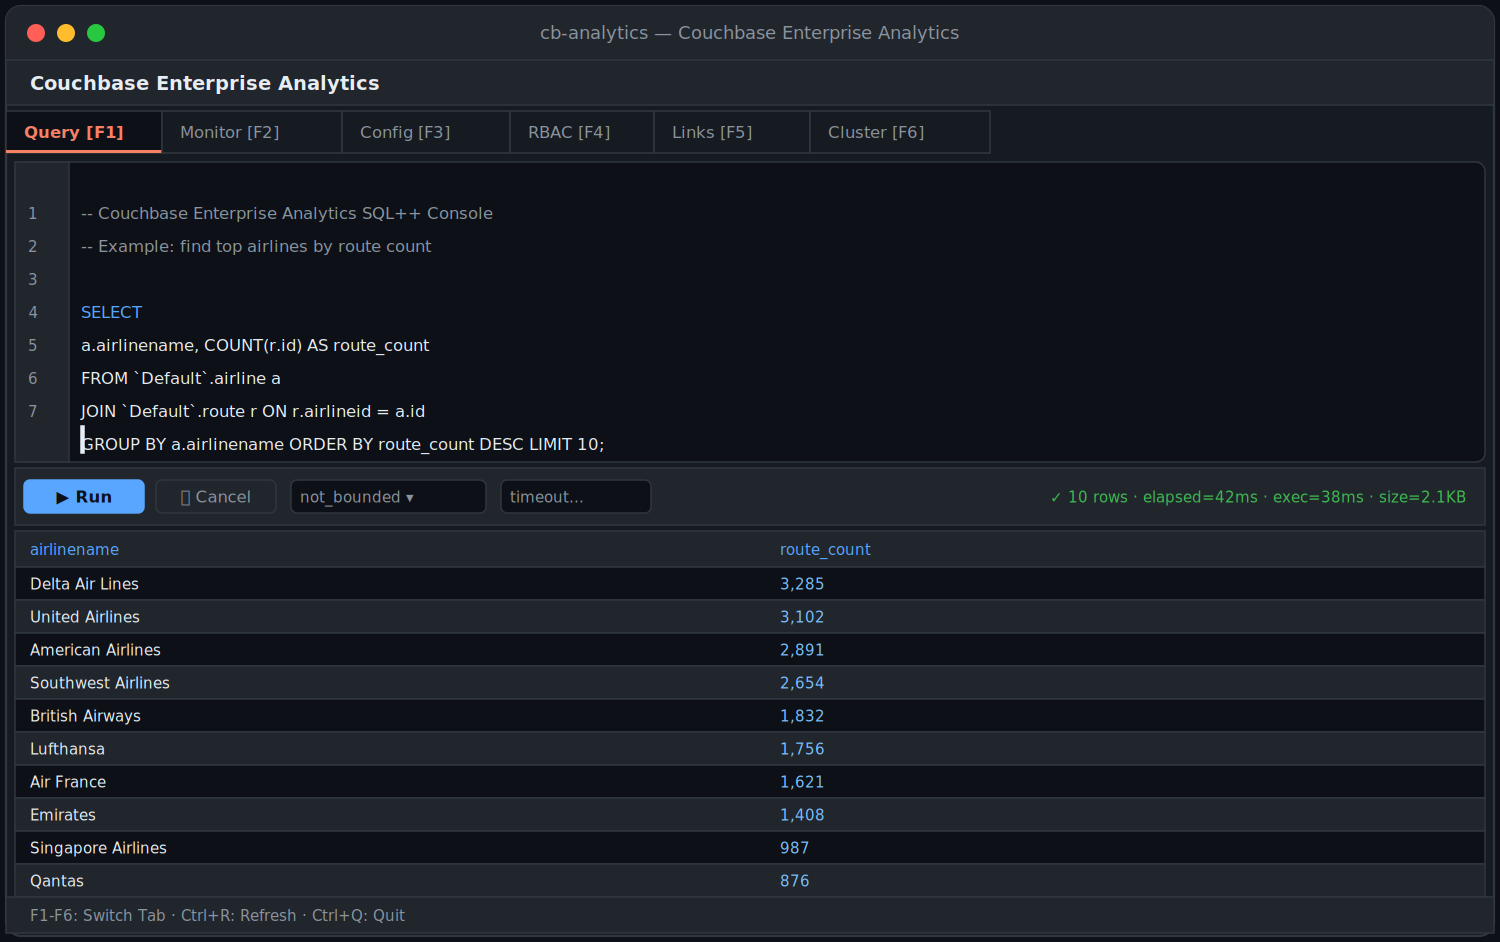 cb-analytics — Couchbase Enterprise Analytics
Couchbase Enterprise Analytics
Query [F1] Monitor [F2] Config [F3] RBAC [F4] Links [F5] Cluster [F6]
1 -- Couchbase Enterprise Analytics SQL++ Console
2 -- Example: find top airlines by route count
3
4 SELECT
5 a.airlinename, COUNT(r.id) AS route_count
6 FROM `Default`.airline a
7 JOIN `Default`.route r ON r.airlineid = a.id
GROUP BY a.airlinename ORDER BY route_count DESC LIMIT 10;
▶ Run Cancel not_bounded ▾ timeout... ✓ 10 rows · elapsed=42ms · exec=38ms · size=2.1KB
airlinename route_count
Delta Air Lines 3,285
United Airlines 3,102
American Airlines 2,891
Southwest Airlines 2,654
British Airways 1,832
Lufthansa 1,756
Air France 1,621
Emirates 1,408
Singapore Airlines 987
Qantas 876
F1-F6: Switch Tab · Ctrl+R: Refresh · Ctrl+Q: Quit